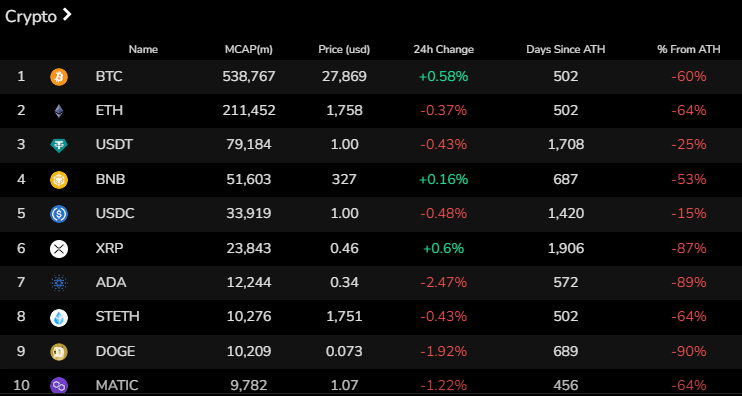 Crypto
Name MCAP(m) Price (usd) 24h Change Days Since ATH % From ATH
1 BTC 538,767 27,869 +0.58% 502 -60%
2 ETH 211,452 1,758 -0.37% 502 -64%
3 USDT 79,184 1.00 -0.43% 1,708 -25%
4 BNB 51,603 327 +0.16% 687 -53%
5 USDC 33,919 1.00 -0.48% 1,420 -15%
6 XRP 23,843 0.46 +0.6% 1,906 -87%
7 ADA 12,244 0.34 -2.47% 572 -89%
8 STETH 10,276 1,751 -0.43% 502 -64%
9 DOGE 10,209 0.073 -1.92% 689 -90%
10 MATIC 9,782 1.07 -1.22% 456 -64%